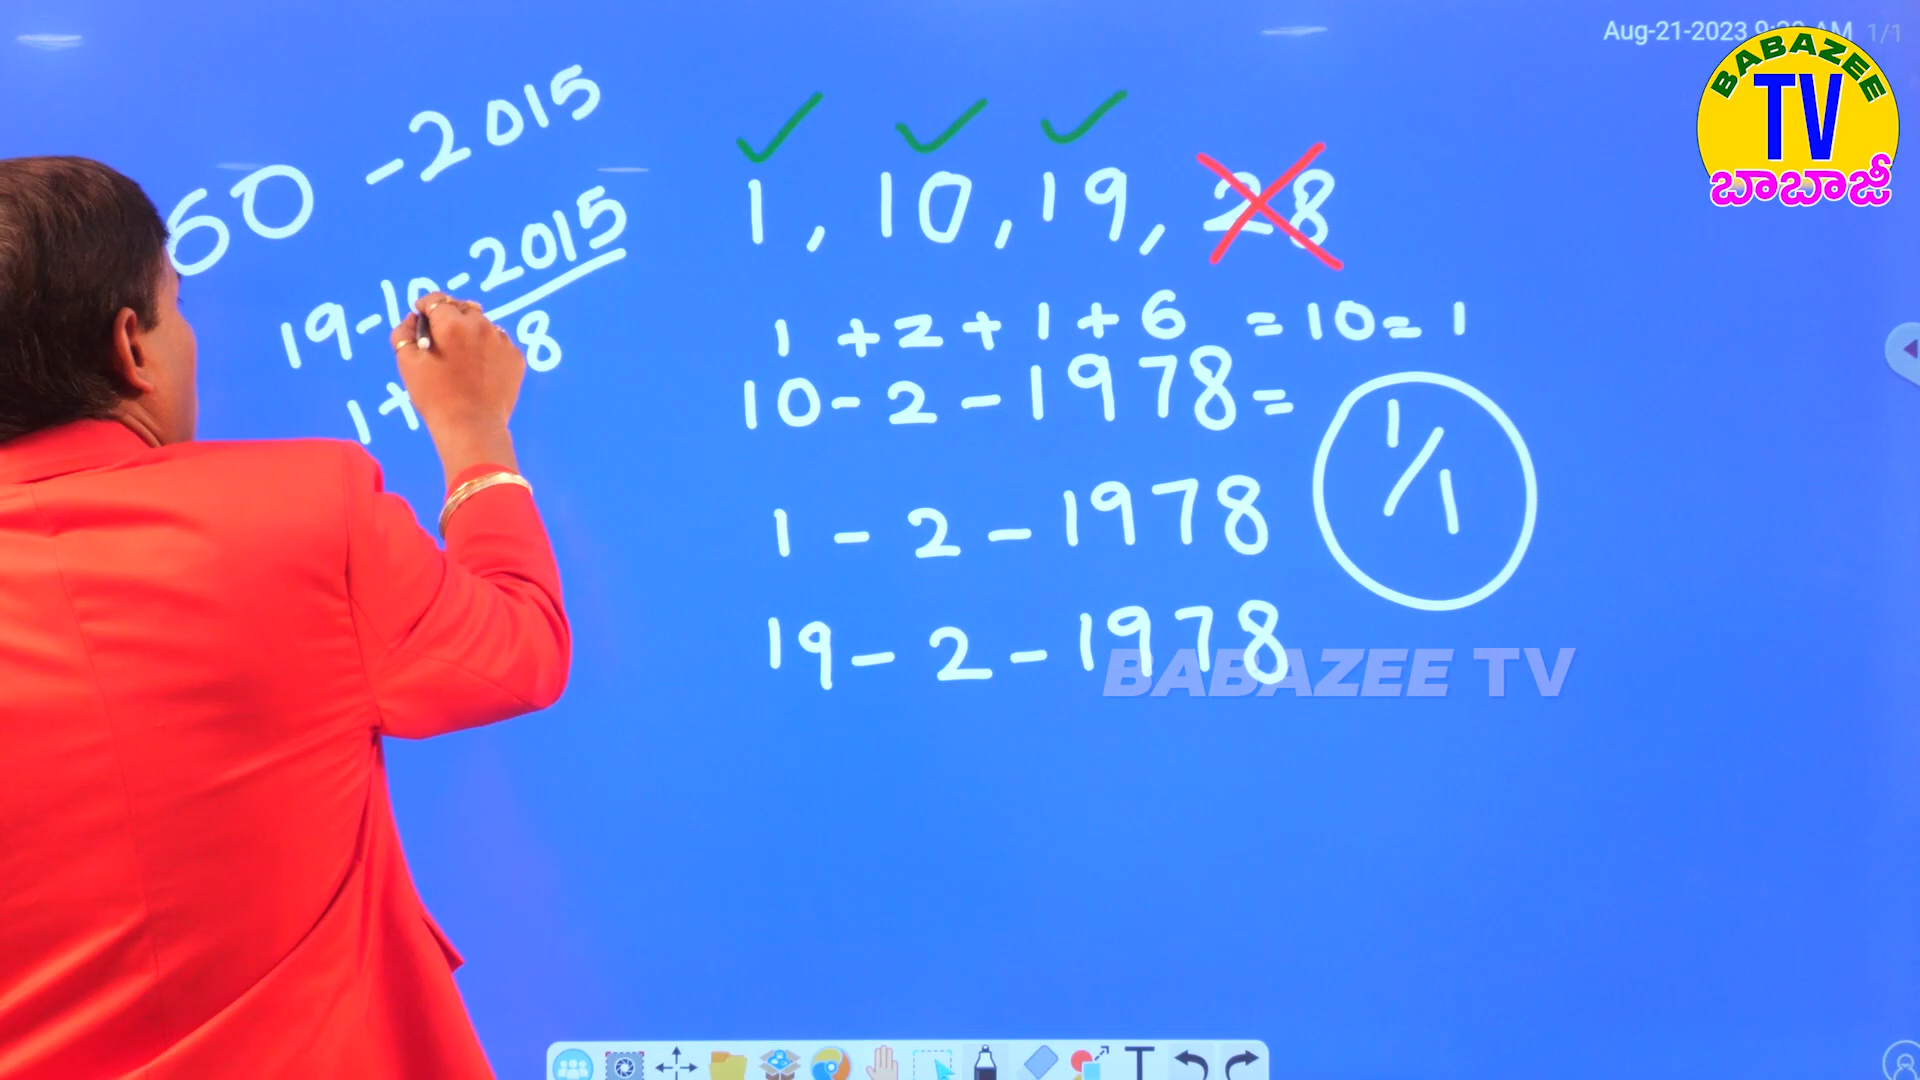 Aug-21-2023
1/1
BABAZEE
TV
బాబాజీ
60 -2015
19-10-2015
8
1+
1, 10, 19, 28
1 + 2 + 1 + 6 = 10 = 1
10 - 2 - 1978 =
1/1
1 - 2 - 1978
19 - 2 - 1978
BABAZEE TV
T